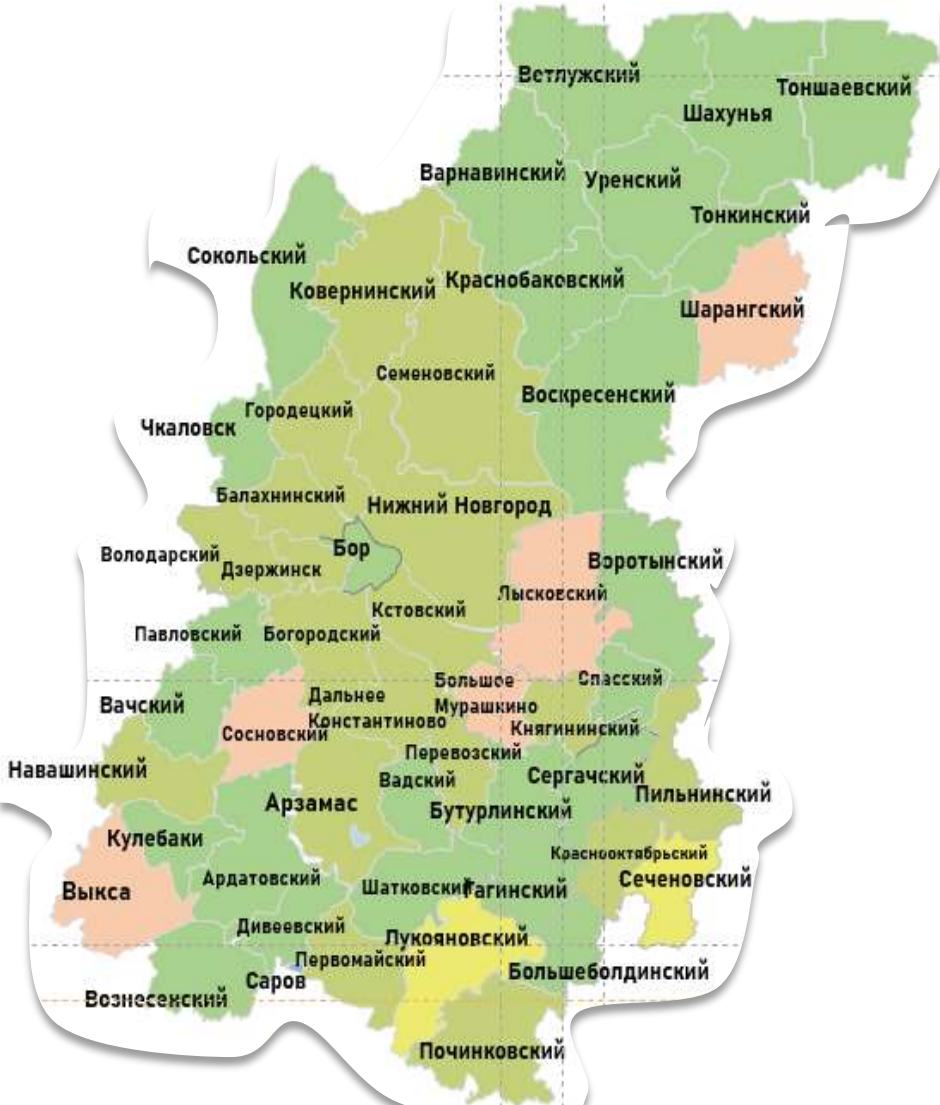 Ветлужский
Тоншаевский
Шахунья
Варнавинский
Уренский
Тонкинский
Сокольский
Ковернинский
Краснобаковский
Шарангский
Семеновский
Воскресенский
Городецкий
Чкаловск
Балахнинский
Нижний Новгород
Бор
Володарский
Дзержинск
Воротынский
Лысковский
Кстовский
Павловский
Богородский
Большое
Мурашкино
Спасский
Вачский
Дальнее
Константиново
Сосновский
Княгининский
Перевозский
Навашинский
Вадский
Сергачский
Пильнинский
Арзамас
Бутурлинский
Кулебаки
Краснооктябрьский
Сеченовский
Выкса
Ардатовский
Шатковский
Гагинский
Дивеевский
Лукояновский
Первомайский
Большеболдинский
Саров
Вознесенский
Починковский